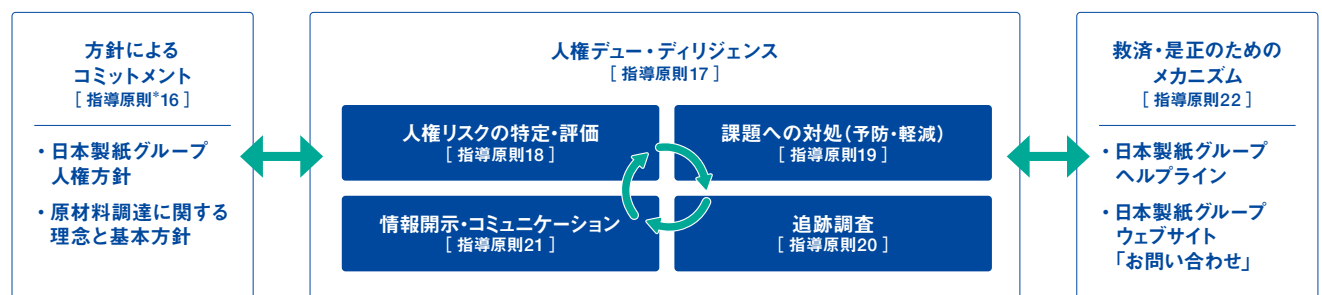 方針による
コミットメント
[ 指導原則*16 ]
・日本製紙グループ
人権方針
・原材料調達に関する
理念と基本方針
人権デュー・ディリジェンス
[ 指導原則17 ]
人権リスクの特定・評価
[ 指導原則18 ]
課題への対処(予防・軽減)
[ 指導原則19 ]
情報開示・コミュニケーション
[ 指導原則21 ]
追跡調査
[ 指導原則20 ]
救済・是正のための
メカニズム
[ 指導原則22 ]
・日本製紙グループ
ヘルプライン
・日本製紙グループ
ウェブサイト
「お問い合わせ」